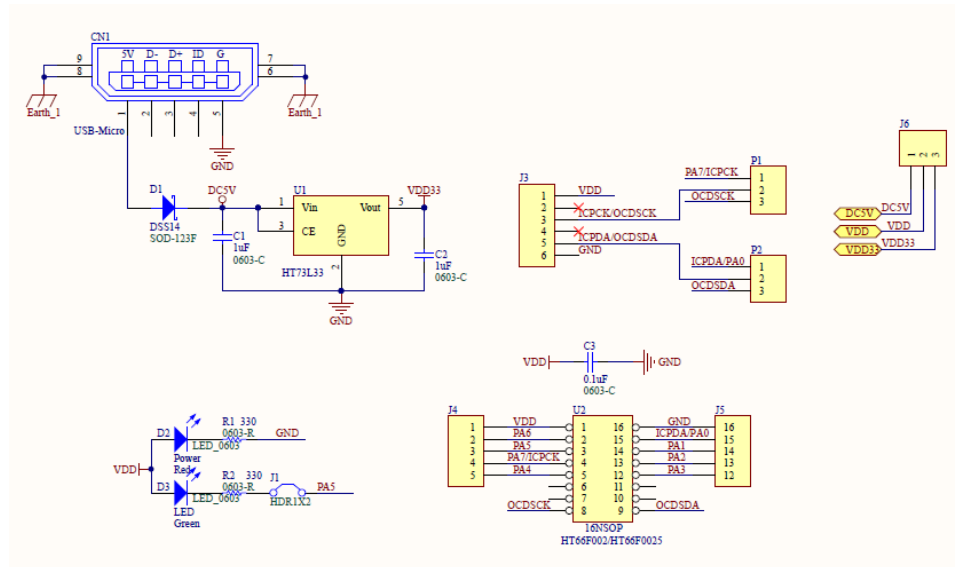 CN1
5V D- D+ ID G
9
8
7
6
Earth_1
Earth_1
1 2 3 4 5
USB-Micro
GND
D1
DSS14
SOD-123F
DC5V
C1
1uF
0603-C
U1
1 Vin
3 CE
Vout 5
GND
2
HT73L33
VDD33
C2
1uF
0603-C
GND
J3
1 VDD
2
3 ICPCK/OCDSCK
4
5 ICPDA/OCDSDA
6 GND
P1
PA7/ICPCK 1
2
OCDSCK 3
P2
ICPDA/PA0 1
2
OCDSDA 3
J6
1 2 3
DC5V DC5V
VDD VDD
VDD33 VDD33
C3
VDD GND
0.1uF
0603-C
VDD
D2
Power
Red
LED_0603
R1 330
0603-R
GND
D3
LED
Green
LED_0603
R2 330
0603-R
J1
HDR1X2
PA5
J4 U2 J5
1 VDD 1 16 GND 16
2 PA6 2 15 ICPDA/PA0 15
3 PA5 3 14 PA1 14
4 PA7/ICPCK 4 13 PA2 13
5 PA4 5 12 PA3 12
6 11
7 10
OCDSCK 8 9 OCDSDA
16NSOP
HT66F002/HT66F0025